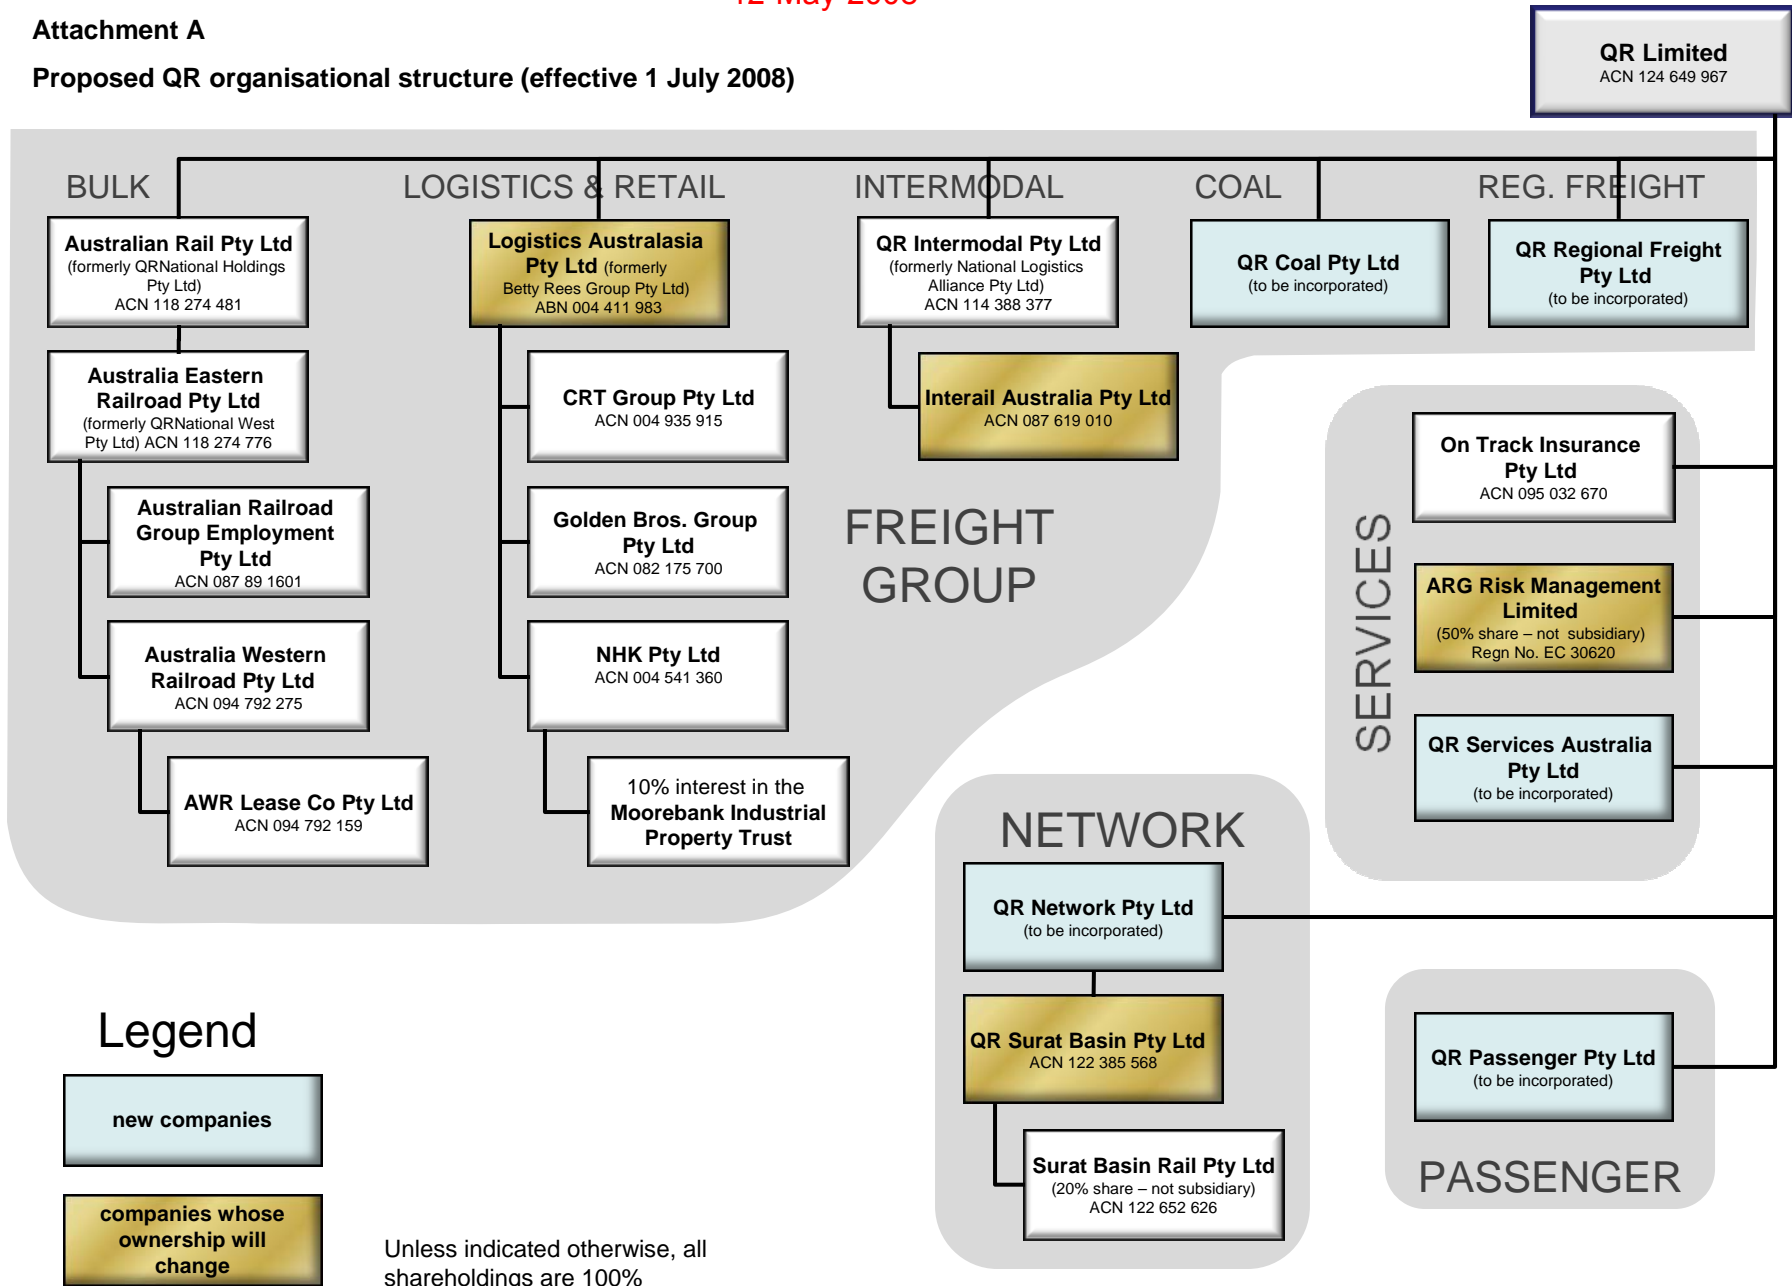 Attachment A
Proposed QR organisational structure (effective 1 July 2008)
QR Limited
ACN 124 649 967
BULK
LOGISTICS & RETAIL
INTERMODAL
COAL
REG. FREIGHT
Australian Rail Pty Ltd
(formerly QRNational Holdings
Pty Ltd)
ACN 118 274 481
Logistics Australasia
Pty Ltd (formerly
Betty Rees Group Pty Ltd)
ABN 004 411 983
QR Intermodal Pty Ltd
(formerly National Logistics
Alliance Pty Ltd)
ACN 114 388 377
QR Coal Pty Ltd
(to be incorporated)
QR Regional Freight
Pty Ltd
(to be incorporated)
Australia Eastern
Railroad Pty Ltd
(formerly QRNational West
Pty Ltd) ACN 118 274 776
CRT Group Pty Ltd
ACN 004 935 915
Interail Australia Pty Ltd
ACN 087 619 010
Australian Railroad
Group Employment
Pty Ltd
ACN 087 89 1601
Golden Bros. Group
Pty Ltd
ACN 082 175 700
FREIGHT
GROUP
Australia Western
Railroad Pty Ltd
ACN 094 792 275
NHK Pty Ltd
ACN 004 541 360
AWR Lease Co Pty Ltd
ACN 094 792 159
10% interest in the
Moorebank Industrial
Property Trust
SERVICES
On Track Insurance
Pty Ltd
ACN 095 032 670
ARG Risk Management
Limited
(50% share – not subsidiary)
Regn No. EC 30620
QR Services Australia
Pty Ltd
(to be incorporated)
NETWORK
QR Network Pty Ltd
(to be incorporated)
QR Surat Basin Pty Ltd
ACN 122 385 568
Surat Basin Rail Pty Ltd
(20% share – not subsidiary)
ACN 122 652 626
QR Passenger Pty Ltd
(to be incorporated)
PASSENGER
Legend
new companies
companies whose
ownership will
change
Unless indicated otherwise, all
shareholdings are 100%